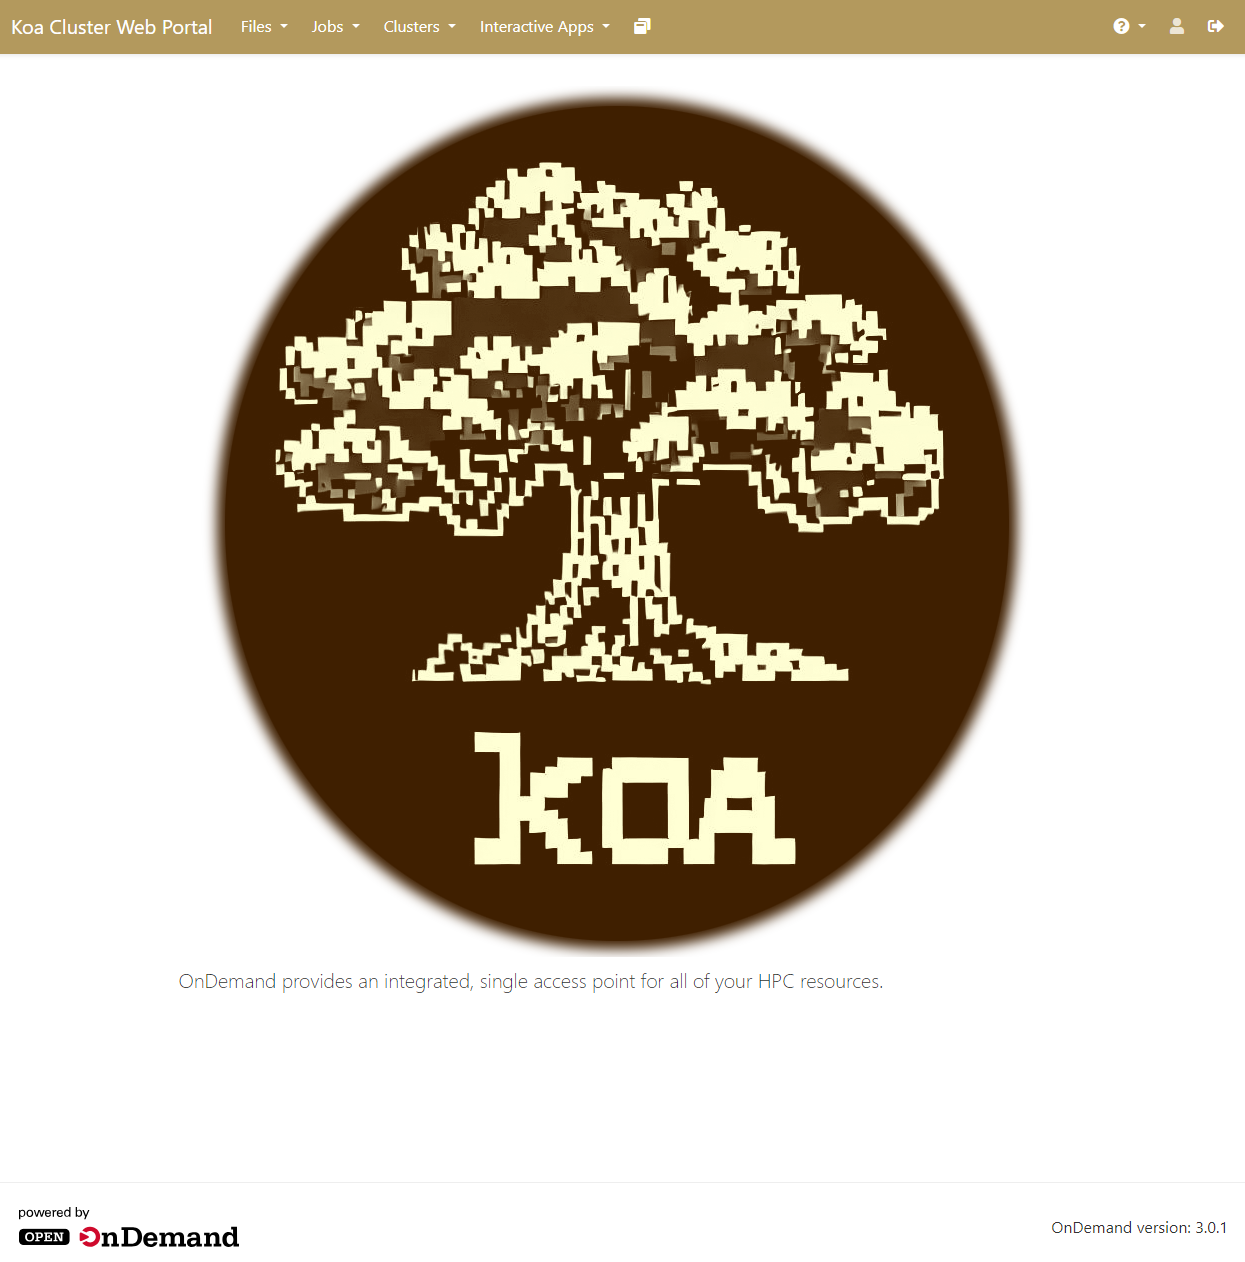 Koa Cluster Web Portal Files Jobs Clusters Interactive Apps
KOA
OnDemand provides an integrated, single access point for all of your HPC resources.
powered by
OPEN OnDemand
OnDemand version: 3.0.1